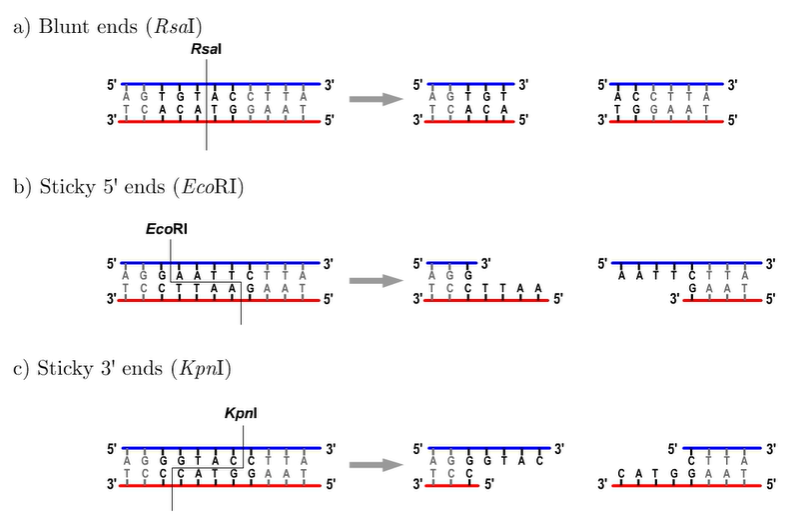 a) Blunt ends (RsaI)
RsaI
5' A G T G T A C C T T A 3' 5' A G T G T 3' 5' A C C T T A 3'
3' T C A C A T G G A A T 5' 3' T C A C A 5' 3' T G G A A T 5'
b) Sticky 5' ends (EcoRI)
EcoRI
5' A G G A A T T C T T A 3' 5' A G G 3' 5' A A T T C T T A 3'
3' T C C T T A A G A A T 5' 3' T C C T T A A 5' 3' G A A T 5'
c) Sticky 3' ends (KpnI)
KpnI
5' A G G G T A C C T T A 3' 5' A G G G T A C 3' 5' C T T A 3'
3' T C C C A T G G A A T 5' 3' T C C 5' 3' C A T G G A A T 5'